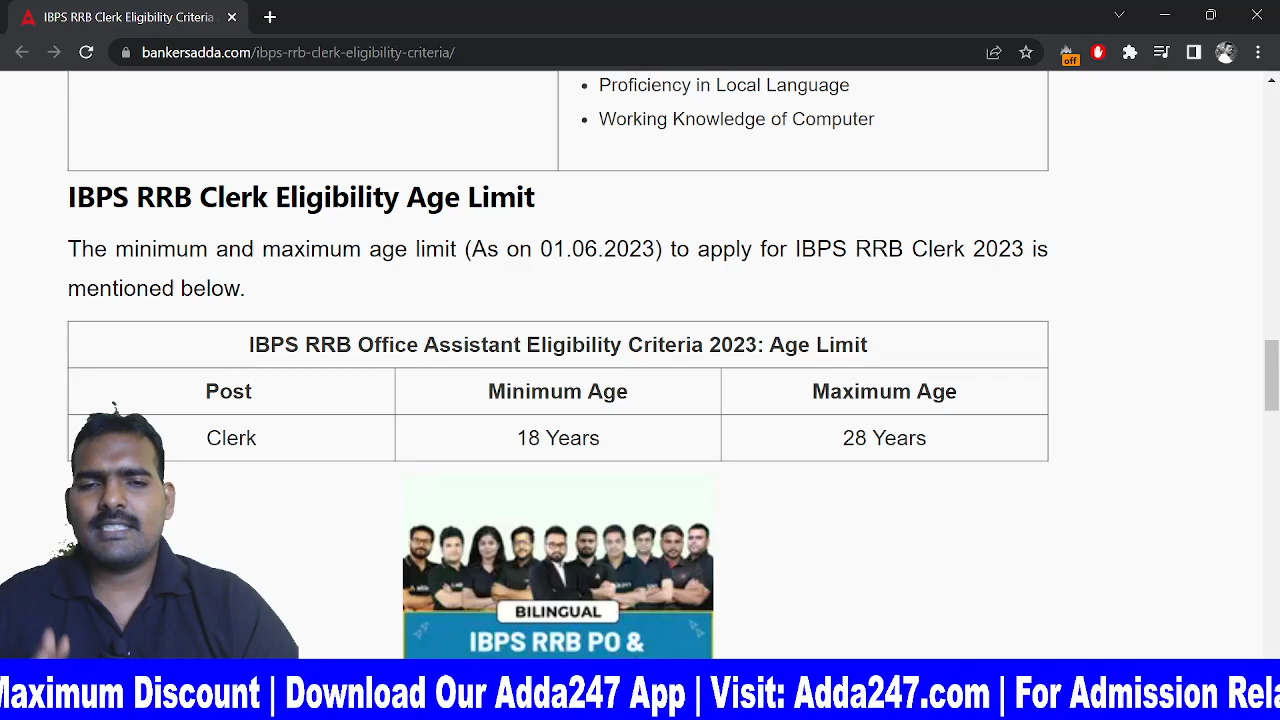 IBPS RRB Clerk Eligibility Criteria
bankersadda.com/ibps-rrb-clerk-eligibility-criteria/
off
• Proficiency in Local Language
• Working Knowledge of Computer
IBPS RRB Clerk Eligibility Age Limit
The minimum and maximum age limit (As on 01.06.2023) to apply for IBPS RRB Clerk 2023 is
mentioned below.
IBPS RRB Office Assistant Eligibility Criteria 2023: Age Limit
Post Minimum Age Maximum Age
Clerk 18 Years 28 Years
BILINGUAL
IBPS RRB PO &
Maximum Discount | Download Our Adda247 App | Visit: Adda247.com | For Admission Rela